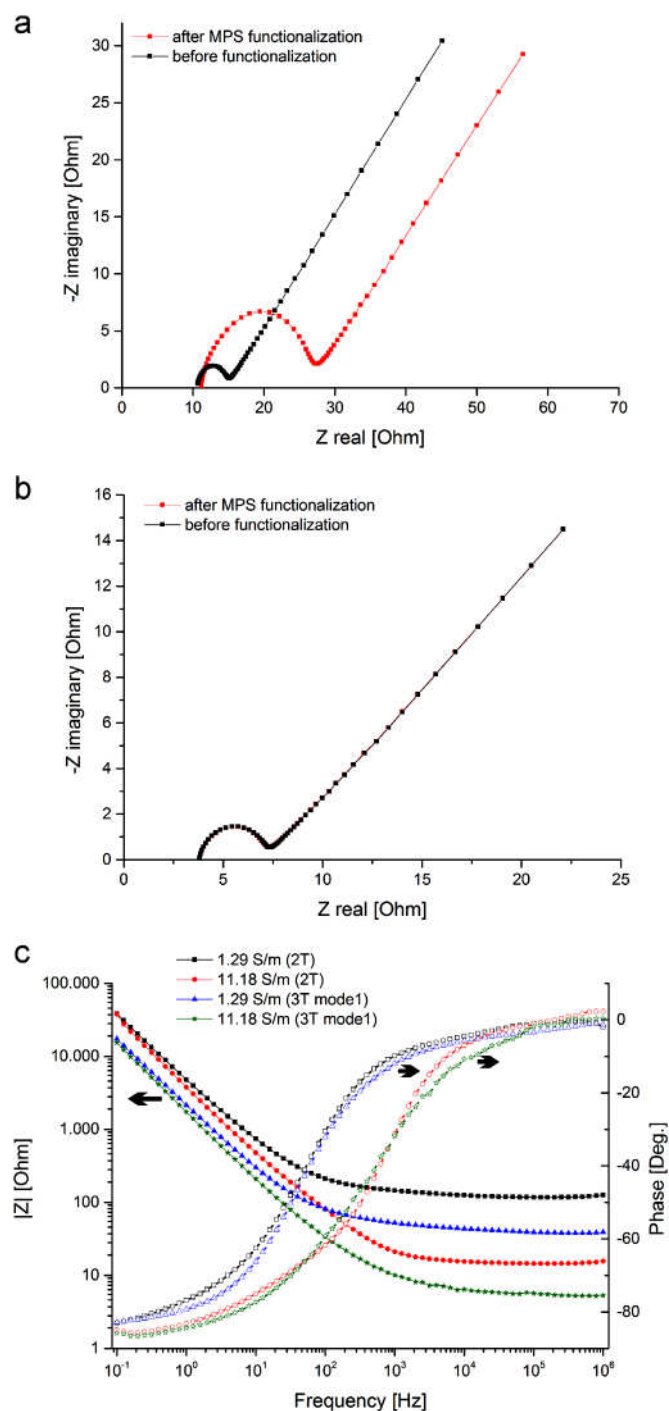 a
after MPS functionalization
before functionalization
30
25
20
15
10
5
0
-Z imaginary [Ohm]
0 10 20 30 40 50 60 70
Z real [Ohm]
b
after MPS functionalization
before functionalization
16
14
12
10
8
6
4
2
0
-Z imaginary [Ohm]
0 5 10 15 20 25
Z real [Ohm]
c
1.29 S/m (2T)
11.18 S/m (2T)
1.29 S/m (3T mode1)
11.18 S/m (3T mode1)
100.000
10.000
1.000
100
10
1
|Z| [Ohm]
0
-20
-40
-60
-80
Phase [Deg.]
10⁻¹ 10⁰ 10¹ 10² 10³ 10⁴ 10⁵ 10⁶
Frequency [Hz]